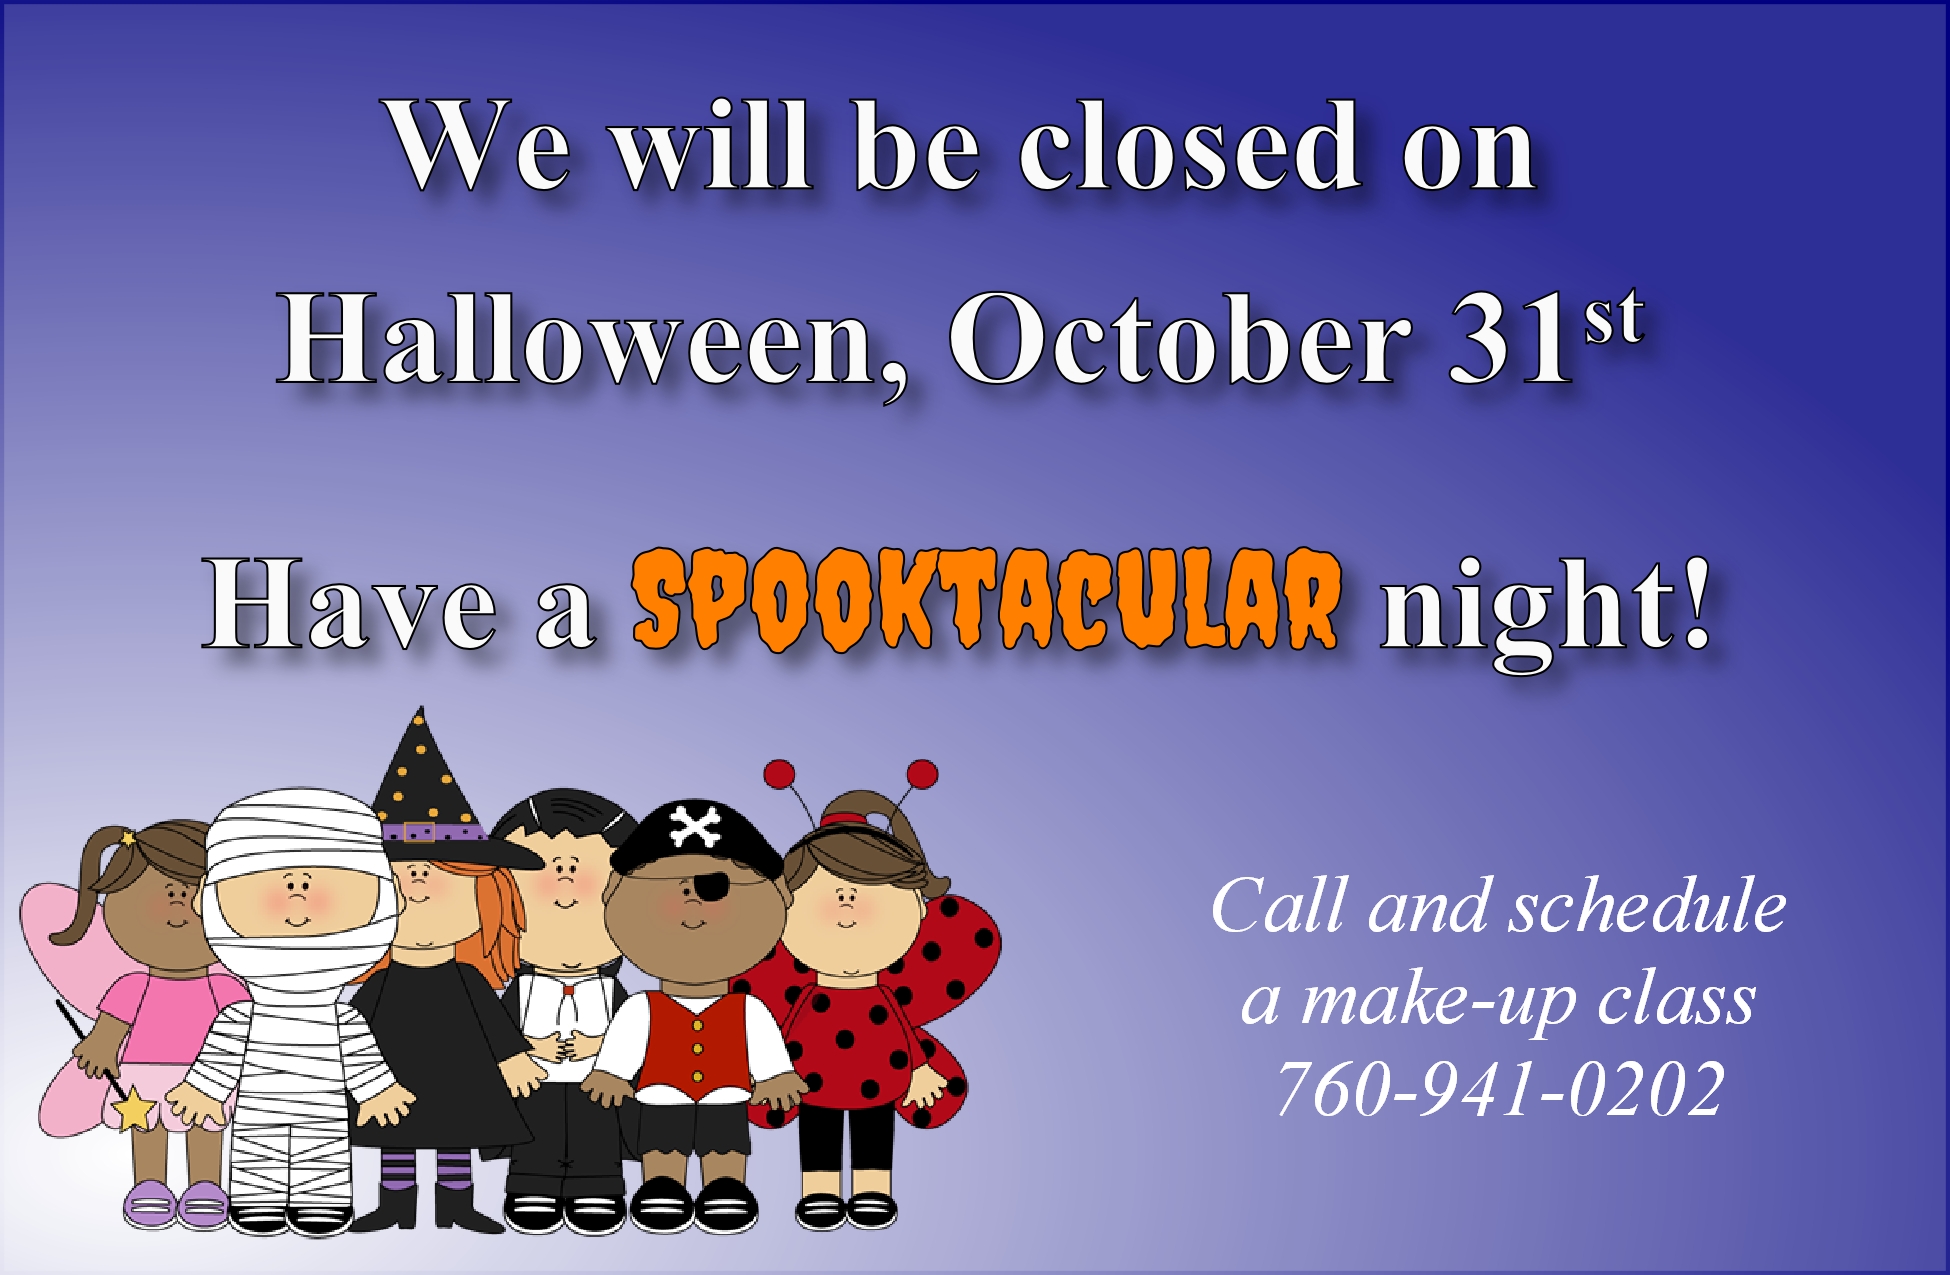 We will be closed on
Halloween, October 31st
Have a SPOOKTACULAR night!
Call and schedule
a make-up class
760-941-0202